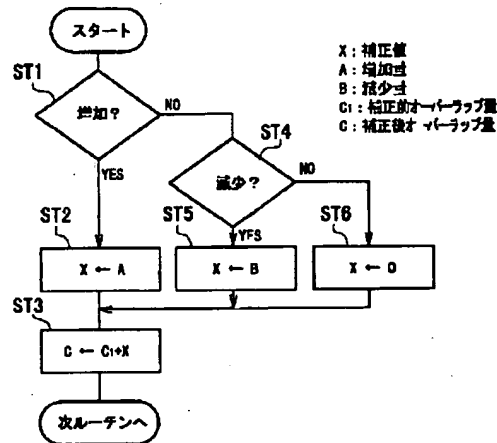 スタート
X:補正値
A:増加量
B:減少量
C1:補正前オーバーラップ量
C:補正後オーバーラップ量
ST1
増加?
NO
YES
ST4
減少?
NO
YES
ST2
X ← A
ST5
X ← B
ST6
X ← 0
ST3
C ← C1+X
次ルーチンへ